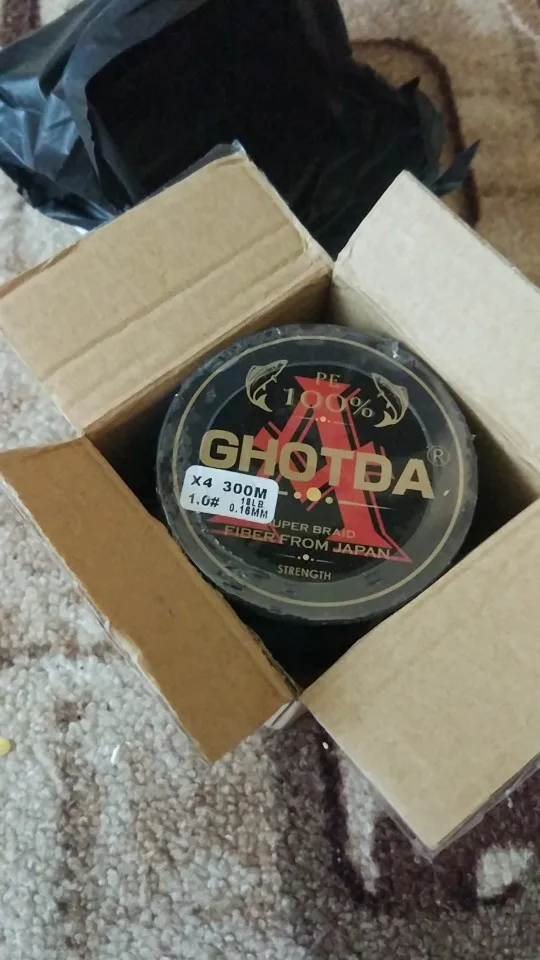 PE
100%
GHOTDA®
X4 300M
1.0# 18LB
0.16MM
SUPER BRAID
FIBER FROM JAPAN
STRENGTH